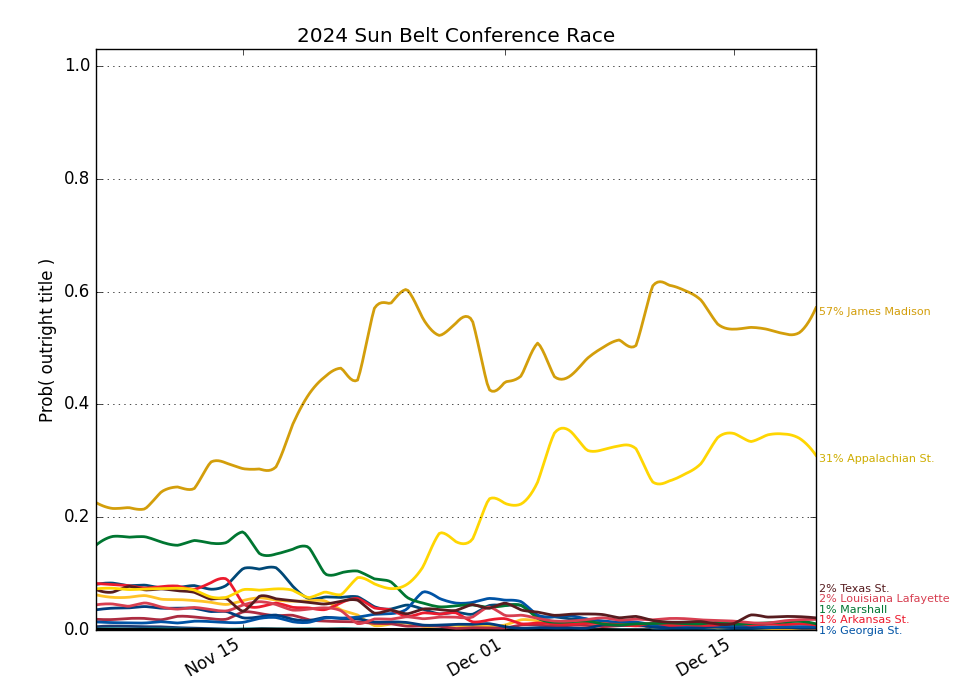 2024 Sun Belt Conference Race
Prob( outright title )
1.0
0.8
0.6
0.4
0.2
0.0
57% James Madison
31% Appalachian St.
2% Texas St.
2% Louisiana Lafayette
1% Marshall
1% Arkansas St.
1% Georgia St.
Nov 15
Dec 01
Dec 15